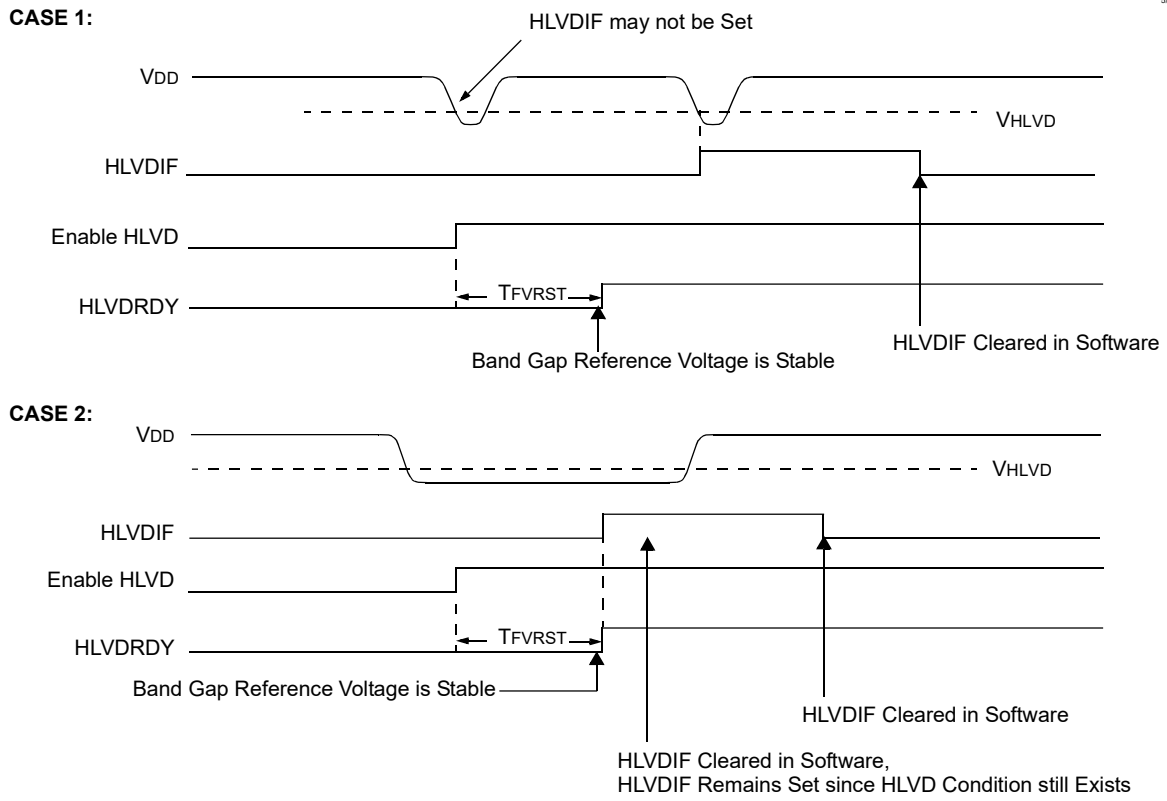 CASE 1:
HLVDIF may not be Set
VDD
VHLVD
HLVDIF
Enable HLVD
TFVRST
HLVDRDY
HLVDIF Cleared in Software
Band Gap Reference Voltage is Stable
CASE 2:
VDD
VHLVD
HLVDIF
Enable HLVD
TFVRST
HLVDRDY
Band Gap Reference Voltage is Stable
HLVDIF Cleared in Software
HLVDIF Cleared in Software,
HLVDIF Remains Set since HLVD Condition still Exists